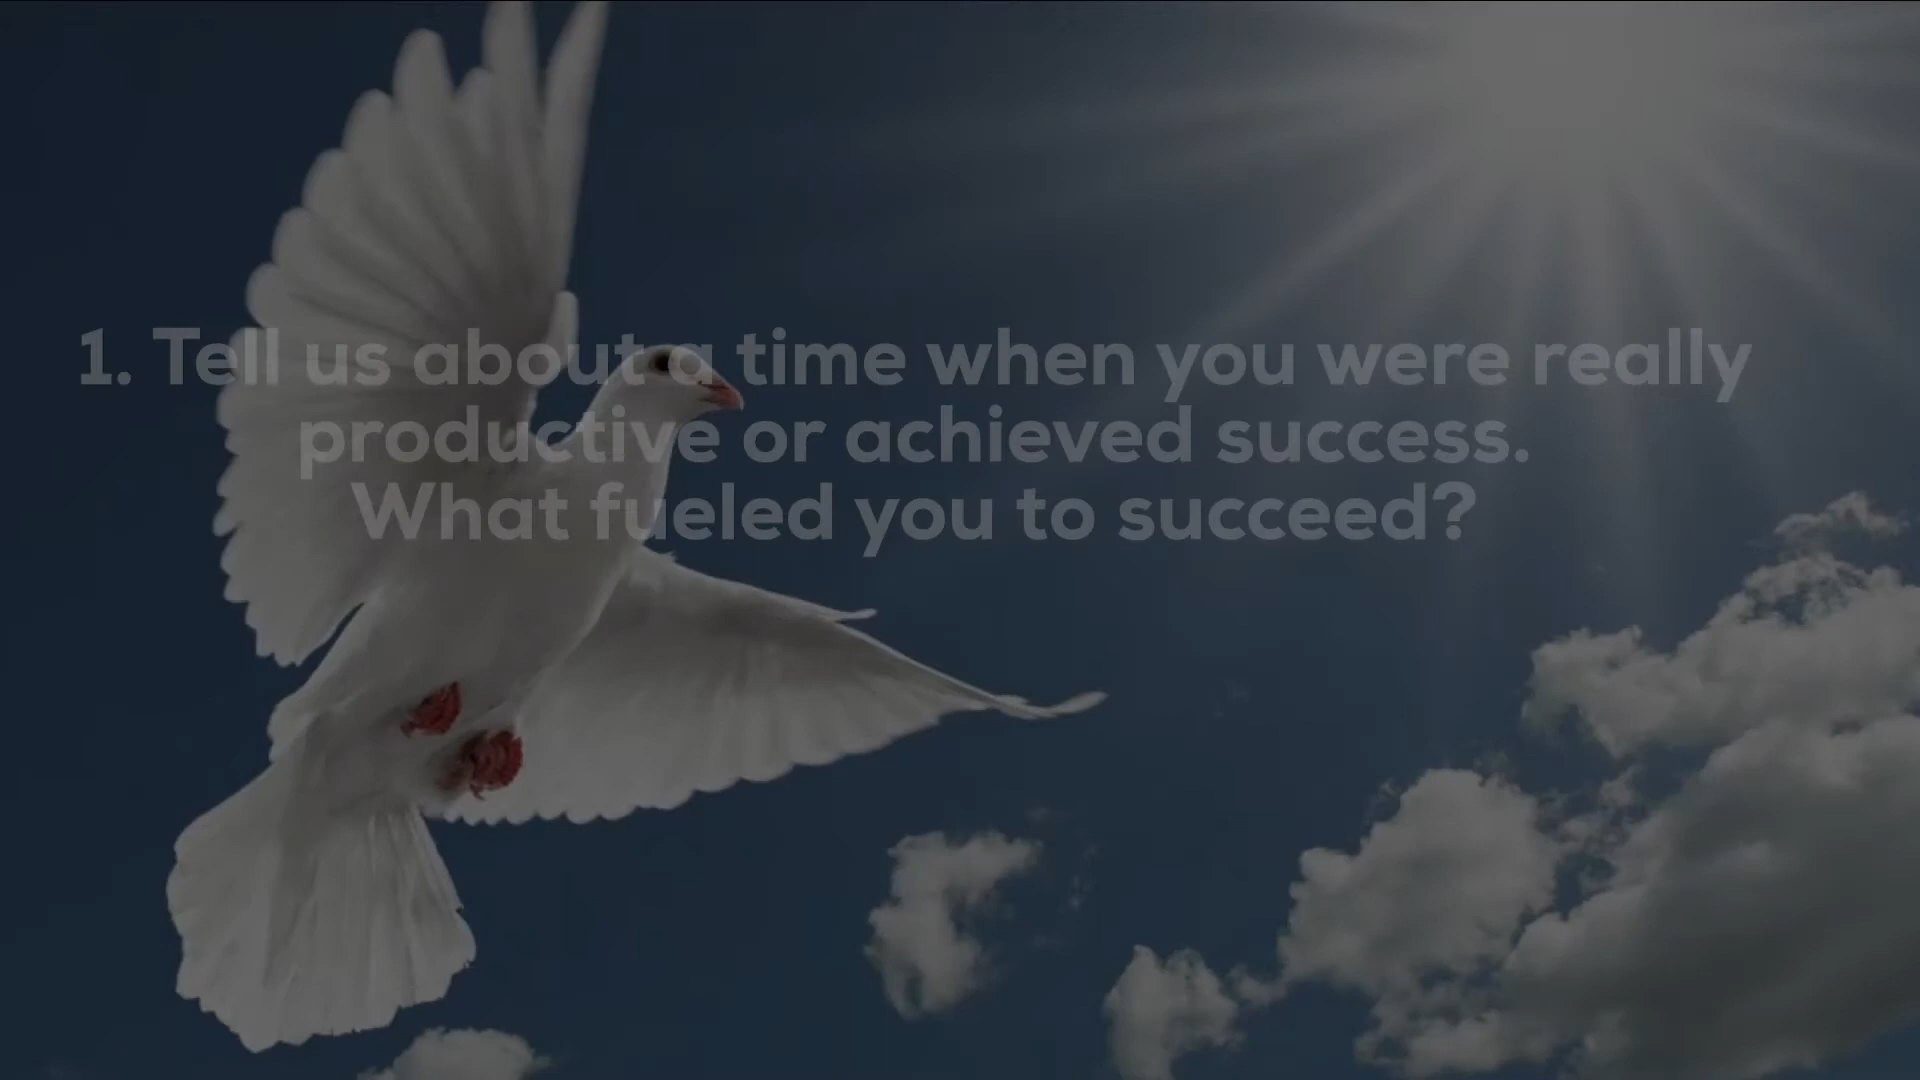 1. Tell us about a time when you were really
productive or achieved success.
What fueled you to succeed?